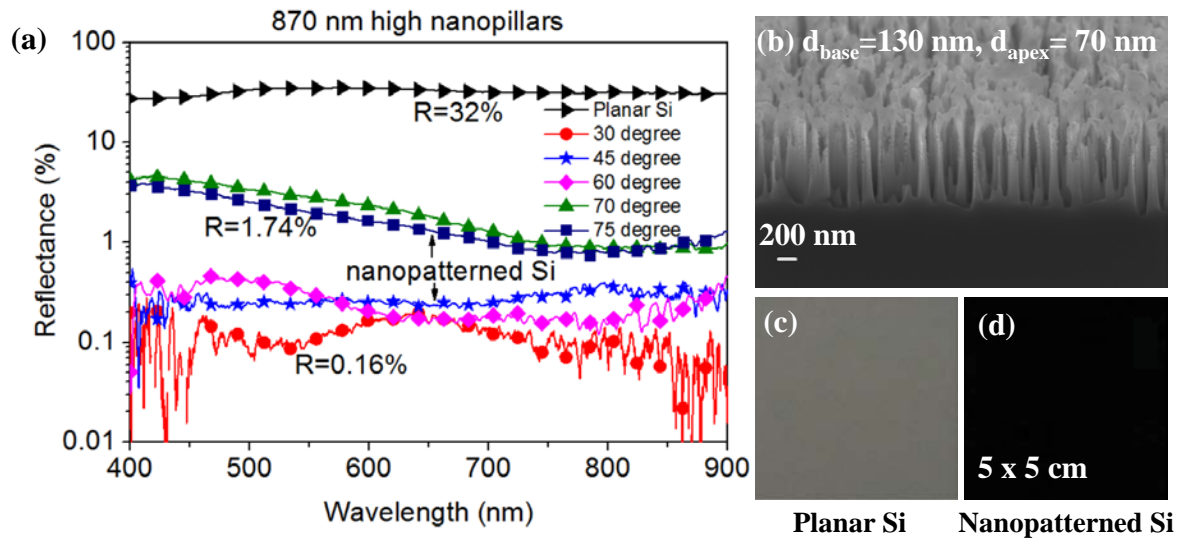 870 nm high nanopillars
(a)
100
10
1
0.1
0.01
Reflectance (%)
400 500 600 700 800 900
Wavelength (nm)
R=32%
Planar Si
30 degree
45 degree
60 degree
70 degree
75 degree
R=1.74%
nanopatterned Si
R=0.16%
(b) d_base=130 nm, d_apex= 70 nm
200 nm
(c)
(d)
5 x 5 cm
Planar Si
Nanopatterned Si